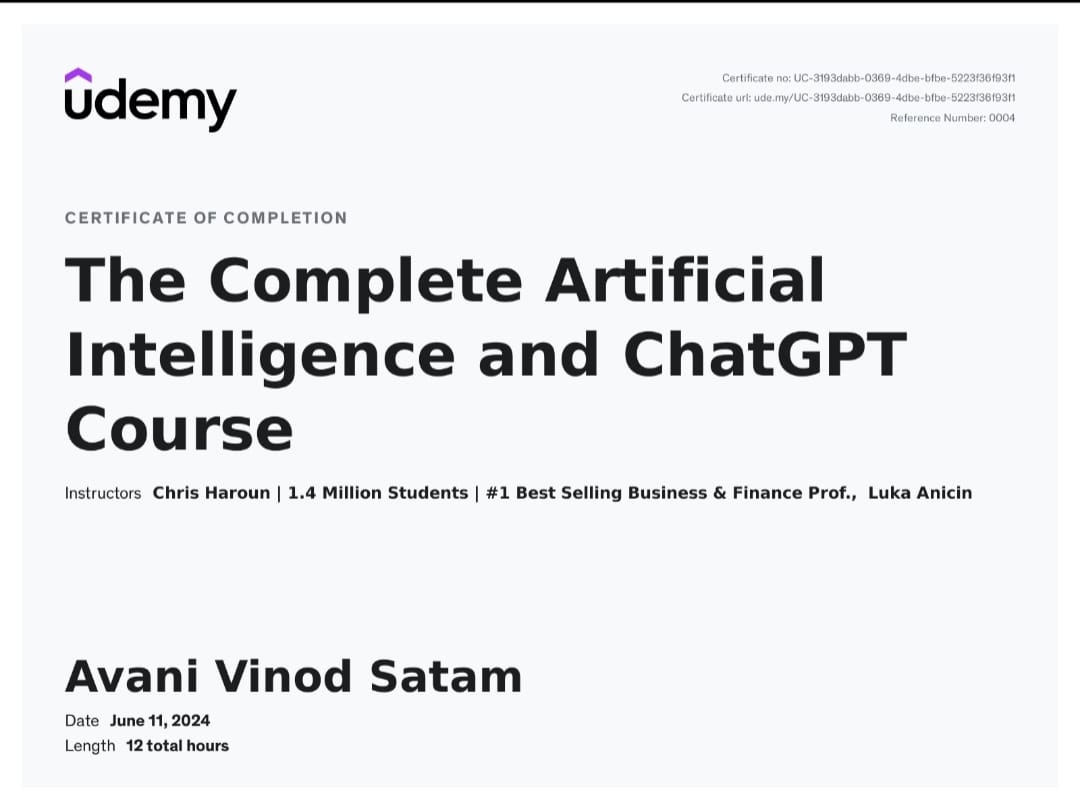 udemy
Certificate no: UC-3193dabb-0369-4dbe-bfbe-5223f36f93f1
Certificate url: ude.my/UC-3193dabb-0369-4dbe-bfbe-5223f36f93f1
Reference Number: 0004
CERTIFICATE OF COMPLETION
The Complete Artificial
Intelligence and ChatGPT
Course
Instructors Chris Haroun | 1.4 Million Students | #1 Best Selling Business & Finance Prof., Luka Anicin
Avani Vinod Satam
Date June 11, 2024
Length 12 total hours